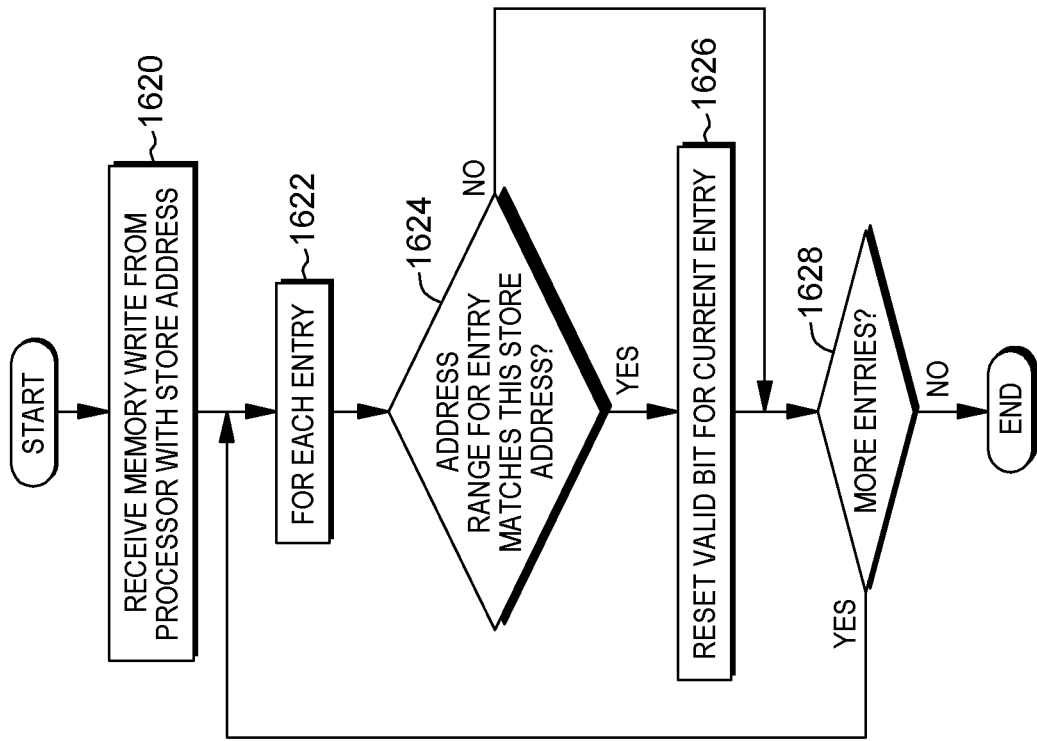 START
RECEIVE MEMORY WRITE FROM
PROCESSOR WITH STORE ADDRESS
1620
FOR EACH ENTRY
1622
ADDRESS
RANGE FOR ENTRY
MATCHES THIS STORE
ADDRESS?
1624
NO
YES
RESET VALID BIT FOR CURRENT ENTRY
1626
MORE ENTRIES?
1628
YES
NO
END